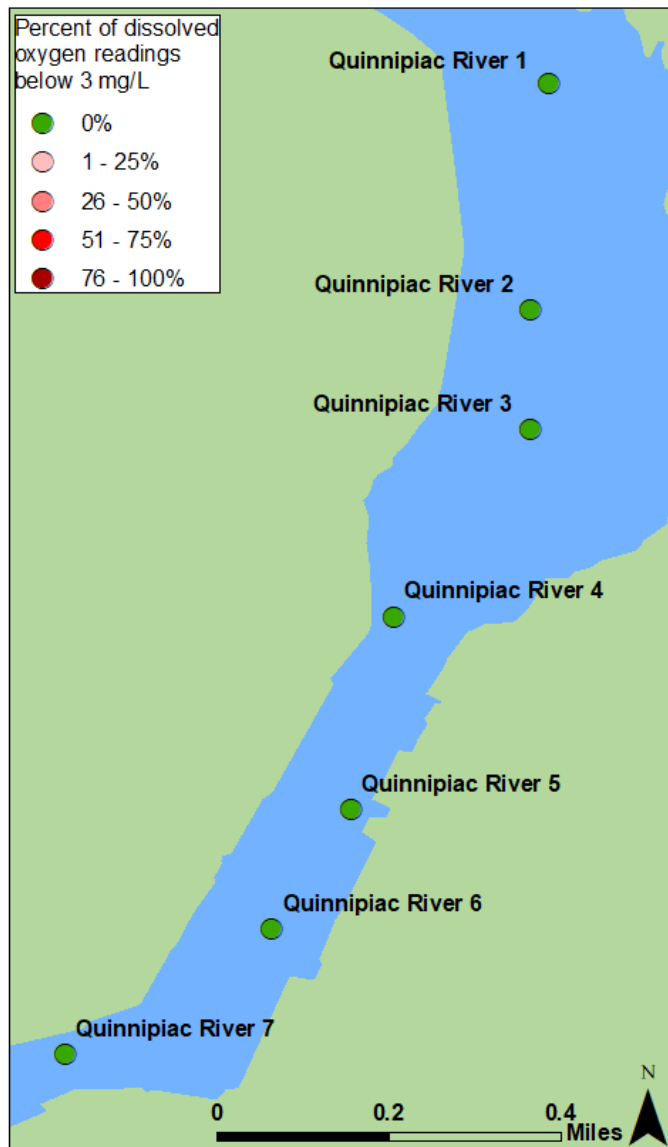 Percent of dissolved
oxygen readings
below 3 mg/L
0%
1 - 25%
26 - 50%
51 - 75%
76 - 100%
Quinnipiac River 1
Quinnipiac River 2
Quinnipiac River 3
Quinnipiac River 4
Quinnipiac River 5
Quinnipiac River 6
Quinnipiac River 7
N
0 0.2 0.4
Miles